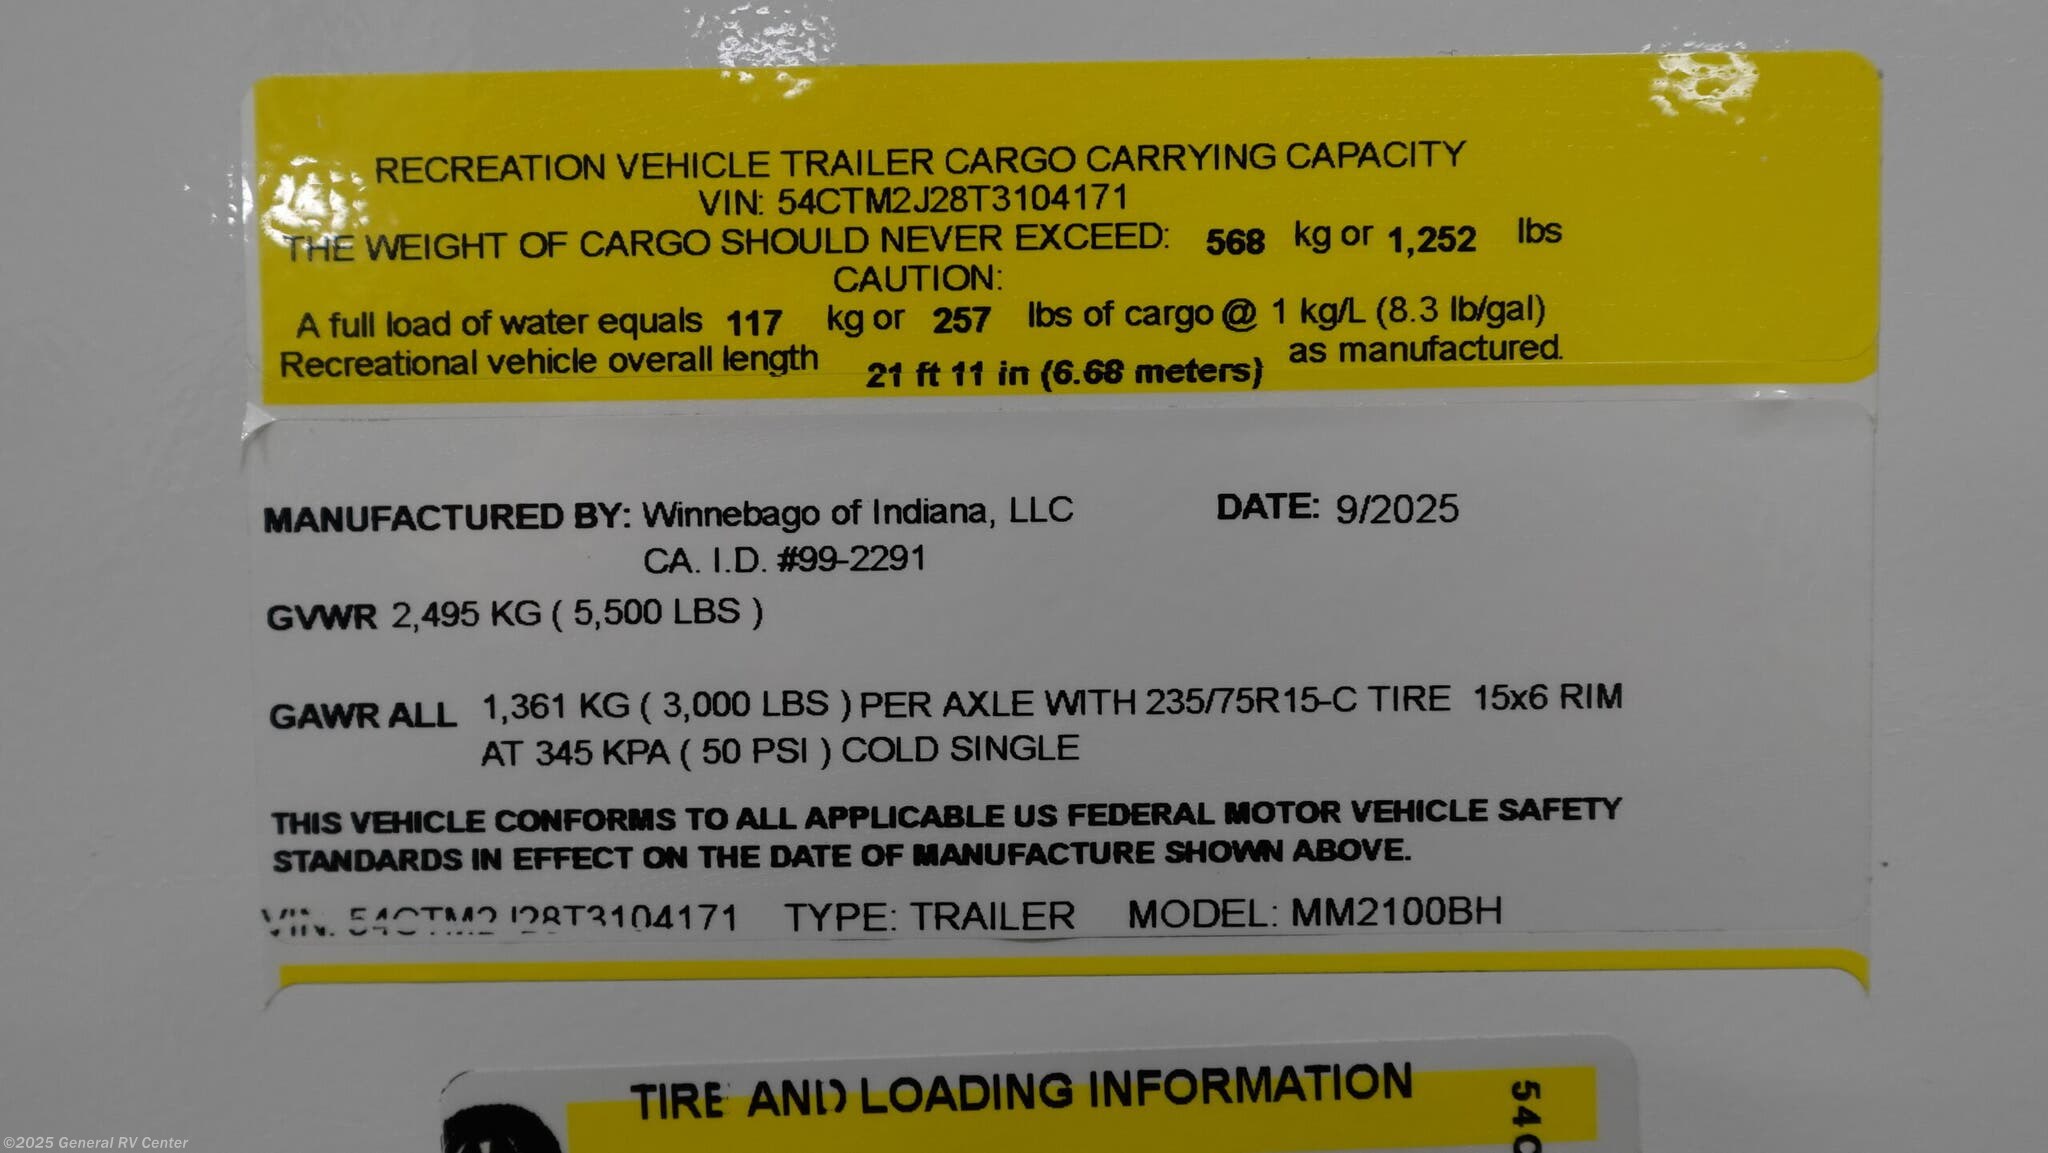 RECREATION VEHICLE TRAILER CARGO CARRYING CAPACITY
VIN: 54CTM2J28T3104171
THE WEIGHT OF CARGO SHOULD NEVER EXCEED: 568 kg or 1,252 lbs
CAUTION:
A full load of water equals 117 kg or 257 lbs of cargo @ 1 kg/L (8.3 lb/gal)
Recreational vehicle overall length 21 ft 11 in (6.68 meters) as manufactured.
MANUFACTURED BY: Winnebago of Indiana, LLC DATE: 9/2025
CA. I.D. #99-2291
GVWR 2,495 KG ( 5,500 LBS )
GAWR ALL 1,361 KG ( 3,000 LBS ) PER AXLE WITH 235/75R15-C TIRE 15x6 RIM
AT 345 KPA ( 50 PSI ) COLD SINGLE
THIS VEHICLE CONFORMS TO ALL APPLICABLE US FEDERAL MOTOR VEHICLE SAFETY
STANDARDS IN EFFECT ON THE DATE OF MANUFACTURE SHOWN ABOVE.
VIN: 54CTM2J28T3104171 TYPE: TRAILER MODEL: MM2100BH
TIRE AND LOADING INFORMATION
54C
©2025 General RV Center